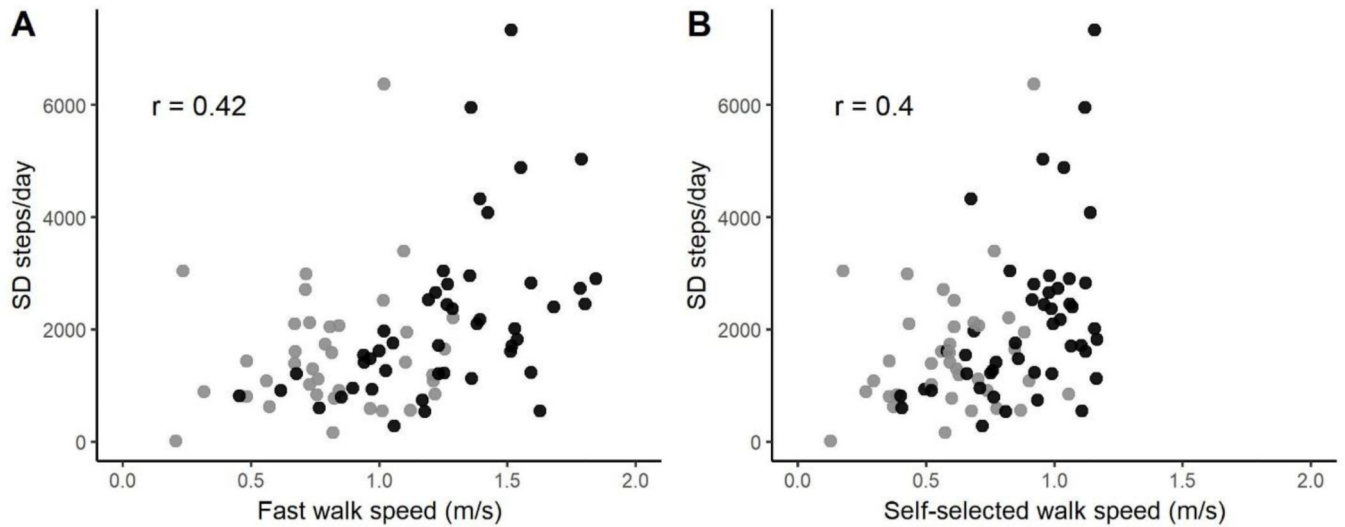 A
r = 0.42
SD steps/day
6000
4000
2000
0
0.0 0.5 1.0 1.5 2.0
Fast walk speed (m/s)
B
r = 0.4
SD steps/day
6000
4000
2000
0
0.0 0.5 1.0 1.5 2.0
Self-selected walk speed (m/s)